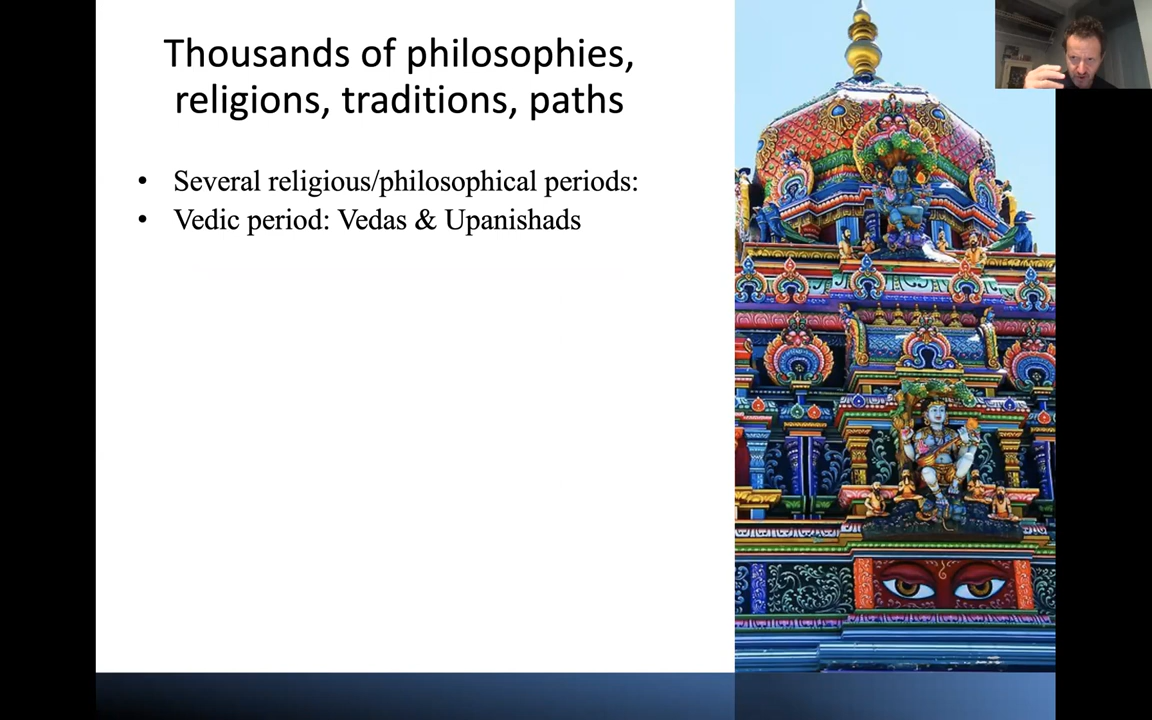 Thousands of philosophies,
religions, traditions, paths
• Several religious/philosophical periods:
• Vedic period: Vedas & Upanishads